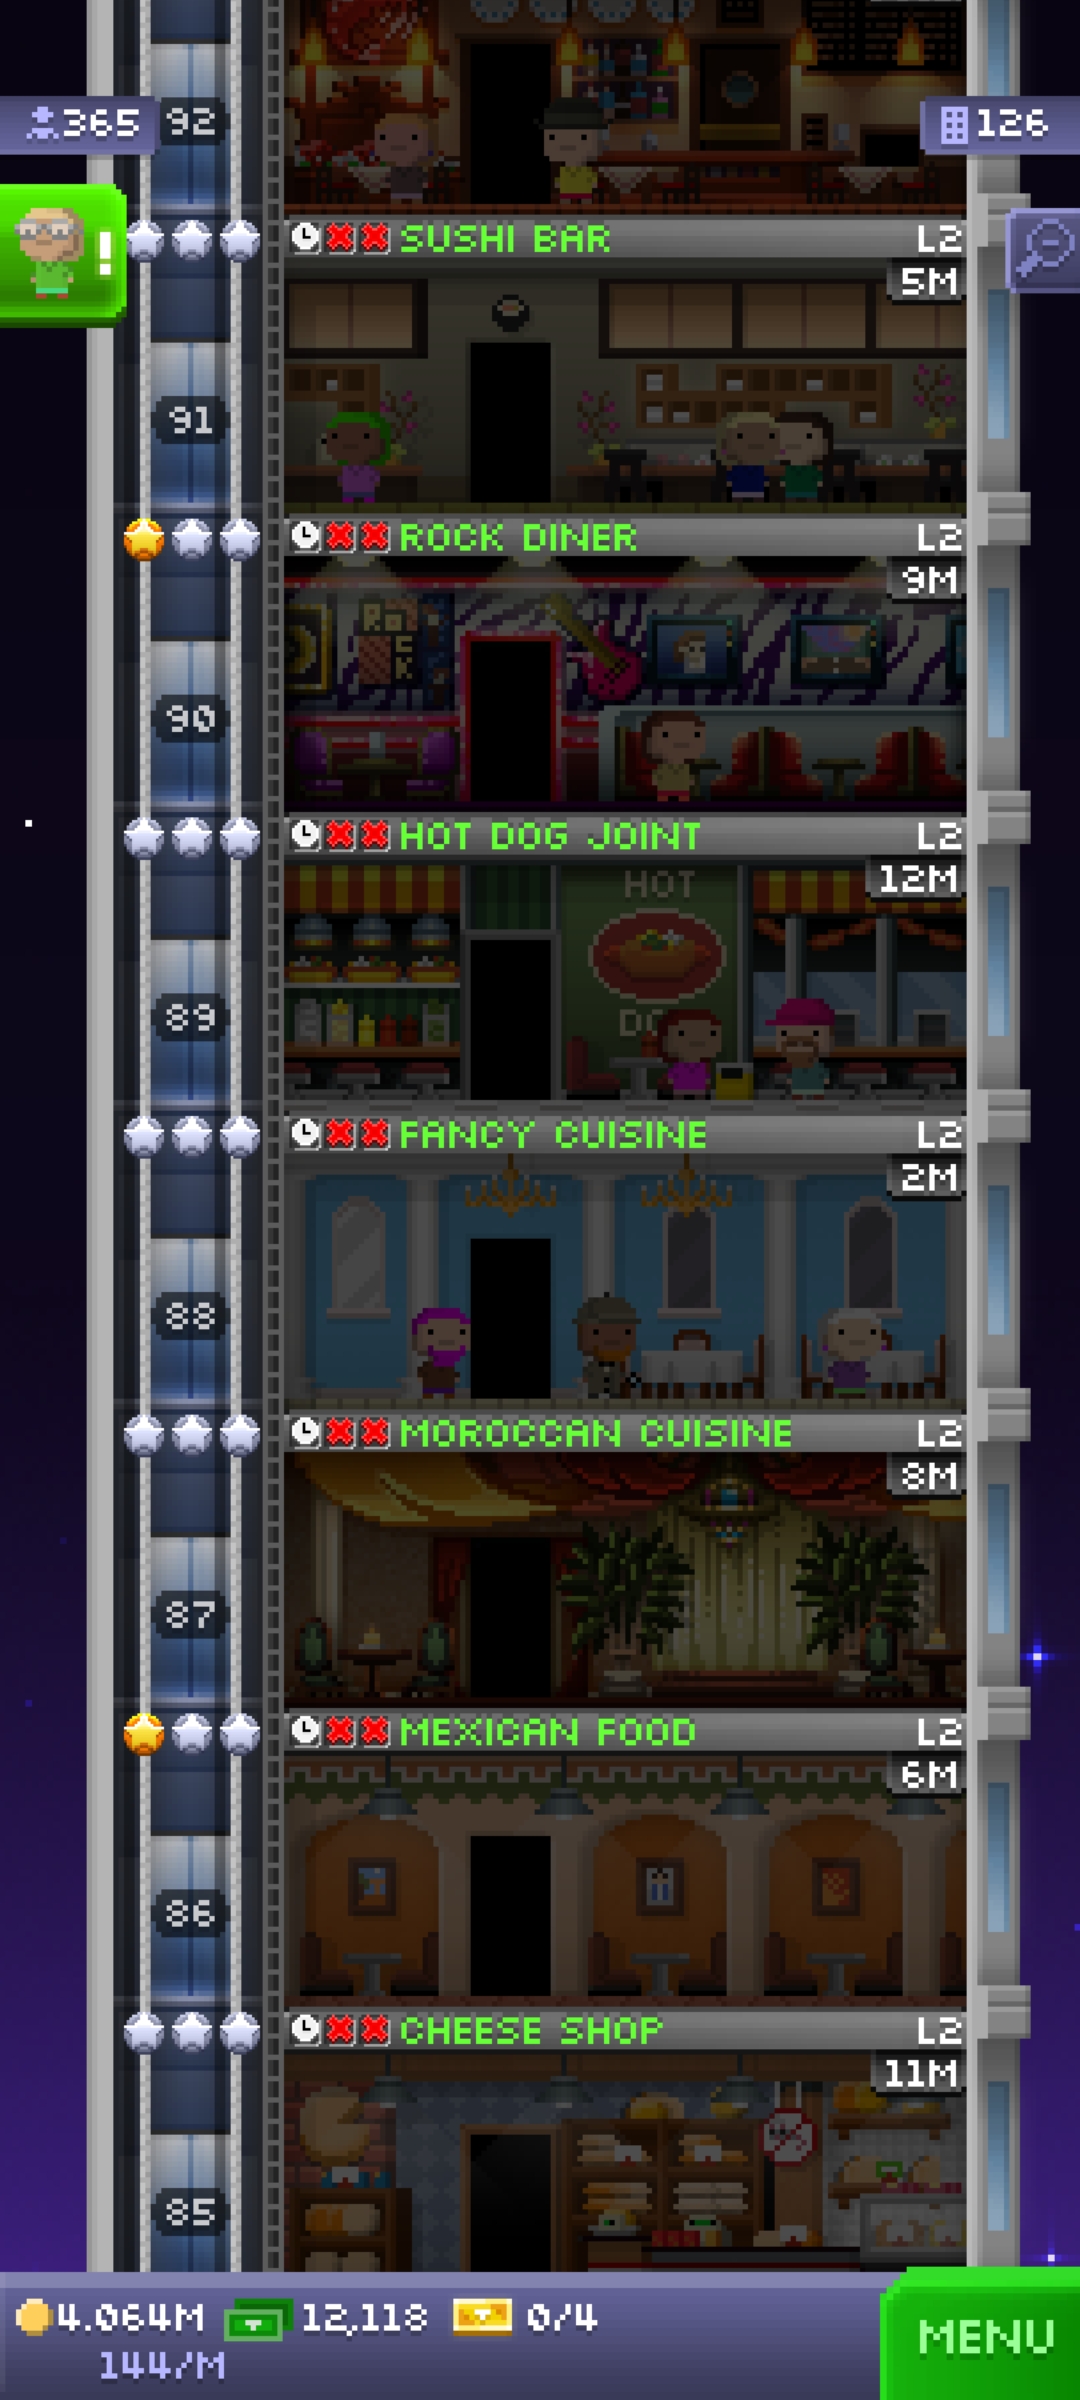 365
92
126
SUSHI BAR L2
5M
91
ROCK DINER L2
9M
ROCK
90
HOT DOG JOINT L2
12M
HOT
DOG
89
FANCY CUISINE L2
2M
88
MOROCCAN CUISINE L2
8M
87
MEXICAN FOOD L2
6M
86
CHEESE SHOP L2
11M
85
4.064M 12,118 0/4
144/M
MENU